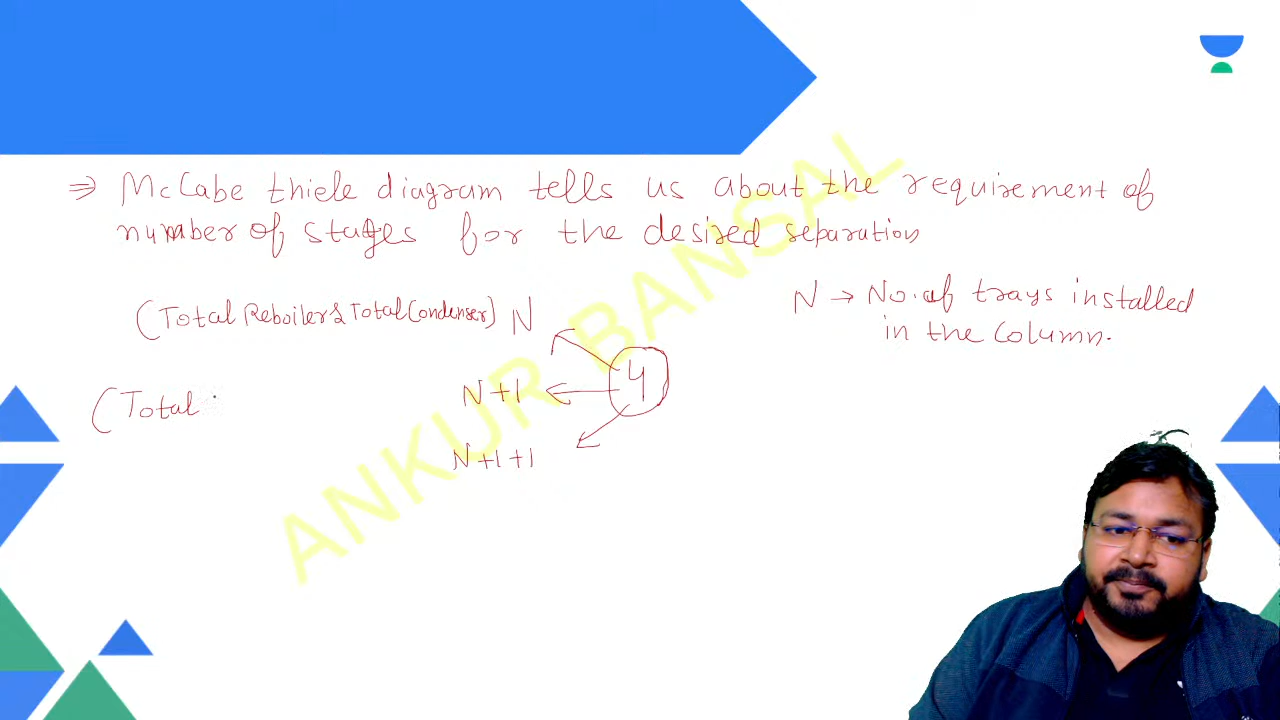 ⇒ McCabe thiele diagram tells us about the requirement of
number of stages for the desired separation
(Total Reboiler & Total Condenser) N
N → No. of trays installed
in the column.
4
N+1
(Total
N+1+1
ANKUR BANSAL